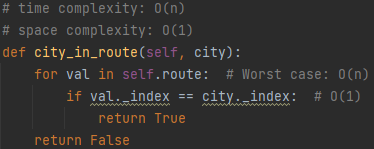 # time complexity: O(n)
# space complexity: O(1)
def city_in_route(self, city):
    for val in self.route:  # Worst case: O(n)
        if val._index == city._index:  # O(1)
            return True
    return False